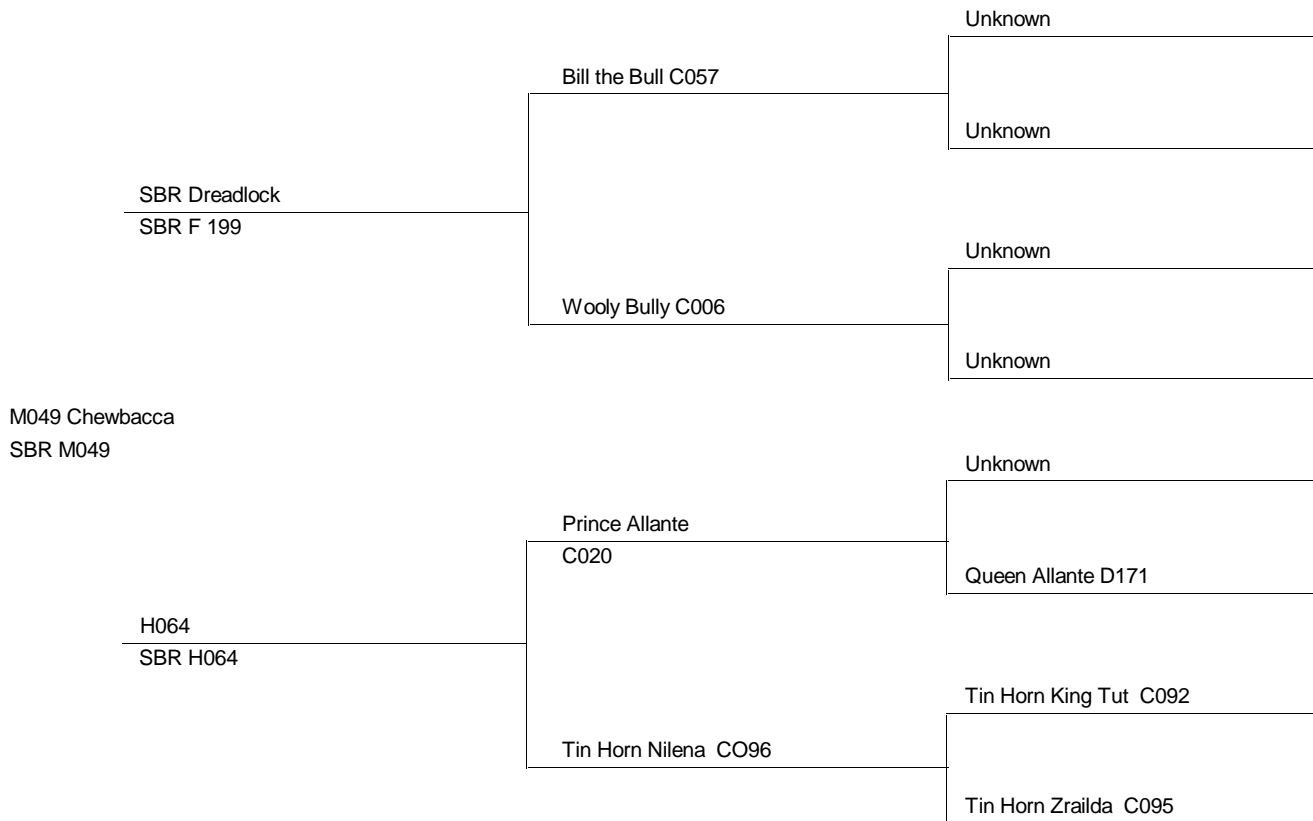 Unknown
Bill the Bull C057
Unknown
SBR Dreadlock
SBR F 199
Unknown
Wooly Bully C006
Unknown
M049 Chewbacca
SBR M049
Unknown
Prince Allante
C020
Queen Allante D171
H064
SBR H064
Tin Horn King Tut C092
Tin Horn Nilena CO96
Tin Horn Zrailda C095